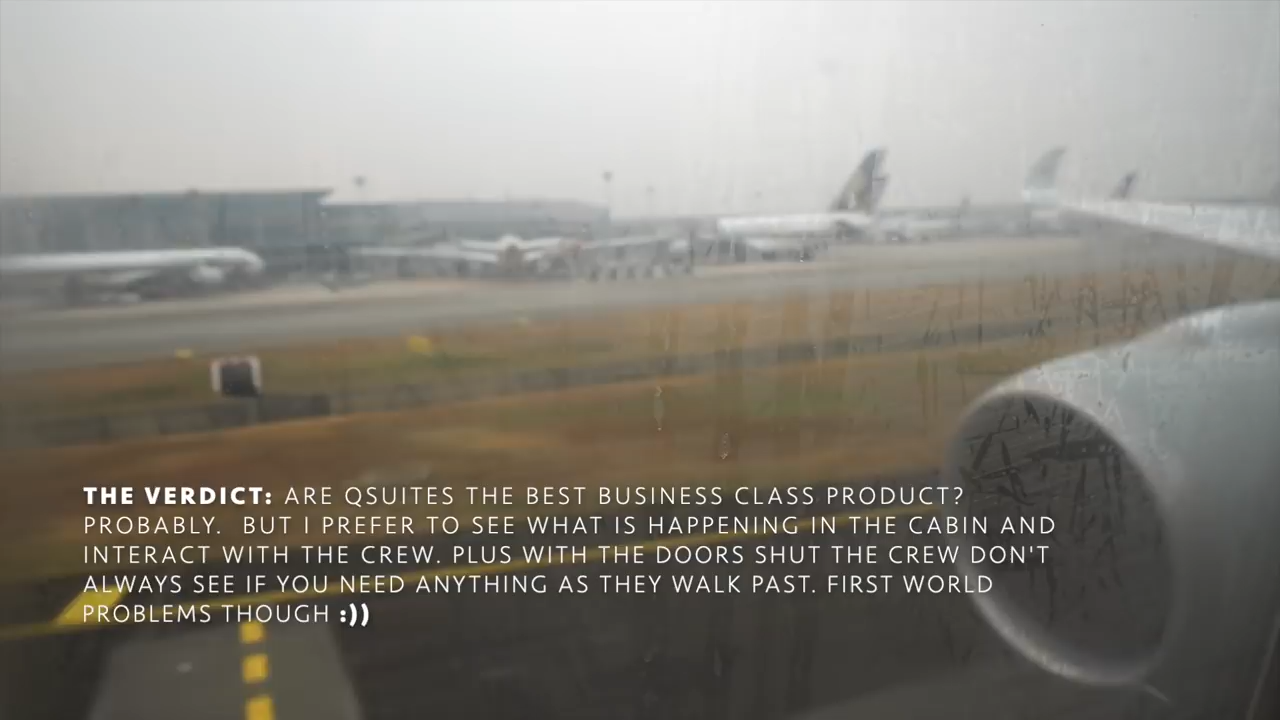 THE VERDICT: ARE QSUITES THE BEST BUSINESS CLASS PRODUCT?
PROBABLY.  BUT I PREFER TO SEE WHAT IS HAPPENING IN THE CABIN AND
INTERACT WITH THE CREW. PLUS WITH THE DOORS SHUT THE CREW DON'T
ALWAYS SEE IF YOU NEED ANYTHING AS THEY WALK PAST. FIRST WORLD
PROBLEMS THOUGH :))